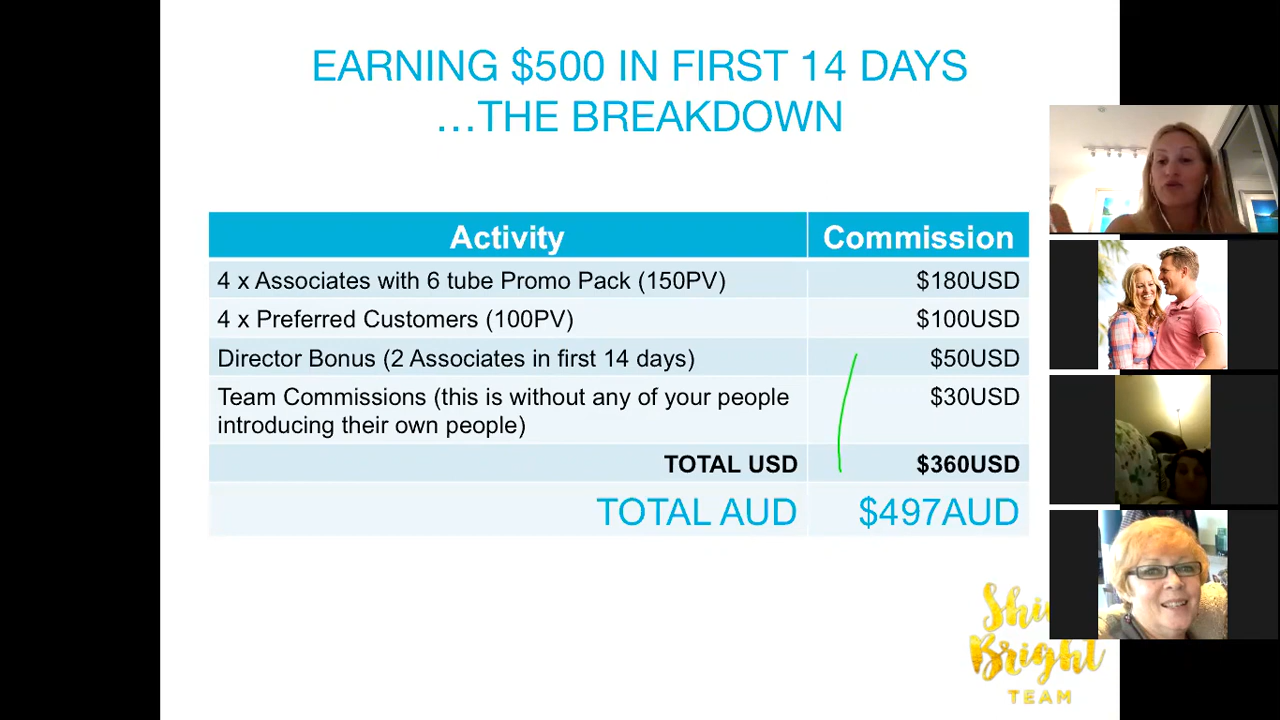 EARNING $500 IN FIRST 14 DAYS
…THE BREAKDOWN
Activity Commission
4 x Associates with 6 tube Promo Pack (150PV) $180USD
4 x Preferred Customers (100PV) $100USD
Director Bonus (2 Associates in first 14 days) $50USD
Team Commissions (this is without any of your people $30USD
introducing their own people)
TOTAL USD $360USD
TOTAL AUD $497AUD
Bright
TEAM